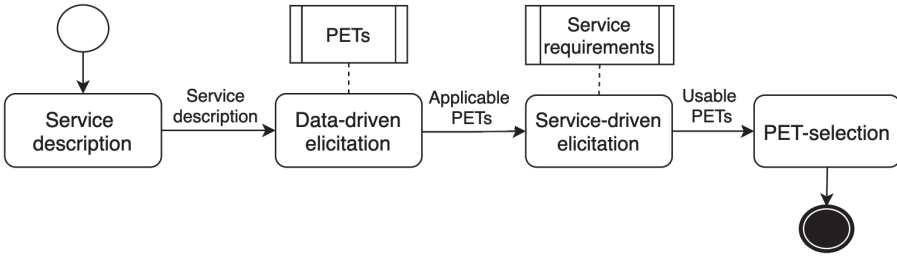 PETs
Service
requirements
Service
description
Service
description
Data-driven
elicitation
Applicable
PETs
Service-driven
elicitation
Usable
PETs
PET-selection